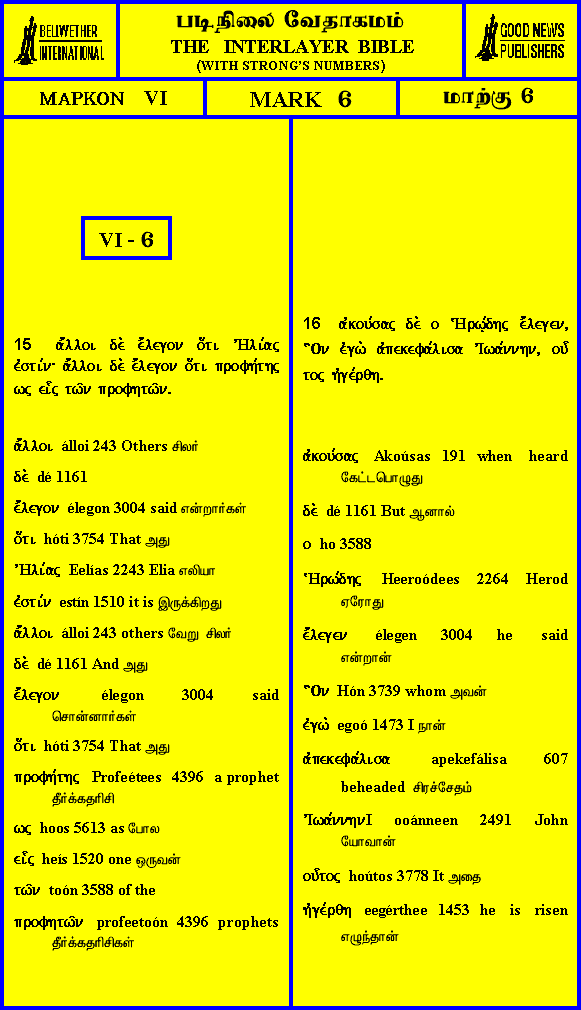 BELLWETHER
INTERNATIONAL
படிநிலை வேதாகமம்
THE INTERLAYER BIBLE
(WITH STRONG'S NUMBERS)
GOOD NEWS
PUBLISHERS
ΜΑΡΚΟΝ VI
MARK 6
மாற்கு 6
VI - 6
15 ἄλλοι δὲ ἔλεγον ὅτι Ἠλίας
ἐστίν· ἄλλοι δὲ ἔλεγον ὅτι προφήτης
ως εἷς τῶν προφητῶν.
ἄλλοι álloi 243 Others சிலர்
δὲ dé 1161
ἔλεγον élegon 3004 said என்றார்கள்
ὅτι hóti 3754 That அது
Ἠλίας Eelías 2243 Elia எலியா
ἐστίν estín 1510 it is இருக்கிறது
ἄλλοι álloi 243 others வேறு சிலர்
δὲ dé 1161 And அது
ἔλεγον élegon 3004 said
சொன்னார்கள்
ὅτι hóti 3754 That அது
προφήτης Profeétees 4396 a prophet
தீர்க்கதரிசி
ως hoos 5613 as போல
εἷς heís 1520 one ஒருவன்
τῶν toón 3588 of the
προφητῶν profeetoón 4396 prophets
தீர்க்கதரிசிகள்
16 ἀκούσας δὲ ο Ἡρῴδης ἔλεγεν,
Ὃν ἐγὼ ἀπεκεφάλισα Ἰωάννην, οὗ
τος ἠγέρθη.
ἀκούσας Akoúsas 191 when heard
கேட்டபொழுது
δὲ dé 1161 But ஆனால்
ο ho 3588
Ἡρῴδης Heeroódees 2264 Herod
ஏரோது
ἔλεγεν élegen 3004 he said
என்றான்
Ὃν Hón 3739 whom அவன்
ἐγὼ egoó 1473 I நான்
ἀπεκεφάλισα apekefálisa 607
beheaded சிரச்சேதம்
ἸωάννηνI ooánneen 2491 John
யோவான்
οὗτος hoútos 3778 It அதை
ἠγέρθη eegérthee 1453 he is risen
எழுந்தான்